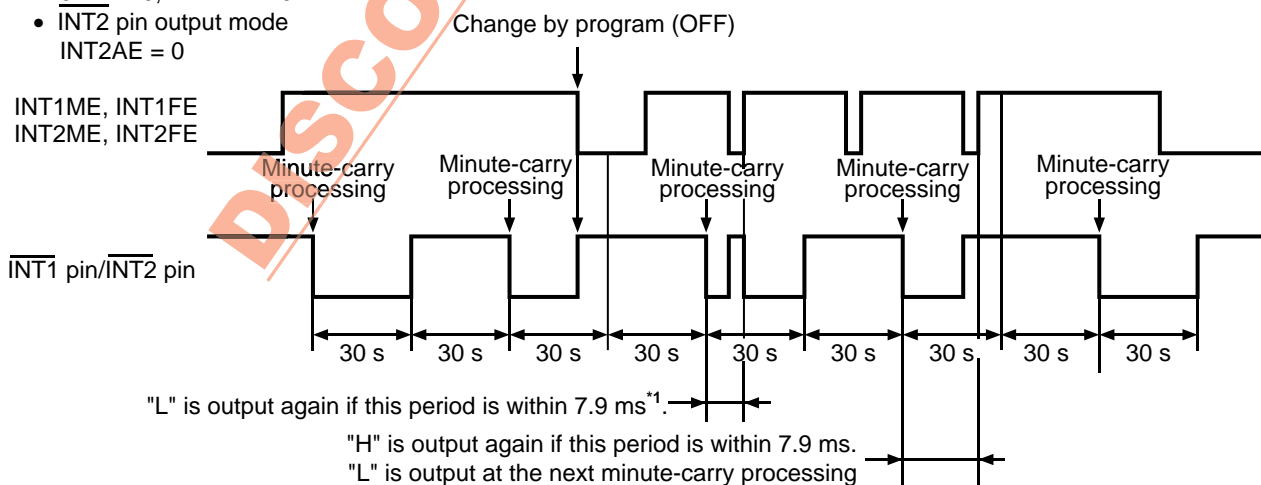 • INT2 pin output mode
INT2AE = 0
Change by program (OFF)
INT1ME, INT1FE
INT2ME, INT2FE
Minute-carry processing
Minute-carry processing
Minute-carry processing
Minute-carry processing
Minute-carry processing
INT1 pin/INT2 pin
30 s 30 s 30 s 30 s 30 s 30 s 30 s 30 s 30 s
"L" is output again if this period is within 7.9 ms*1.
"H" is output again if this period is within 7.9 ms.
"L" is output at the next minute-carry processing
DISCO